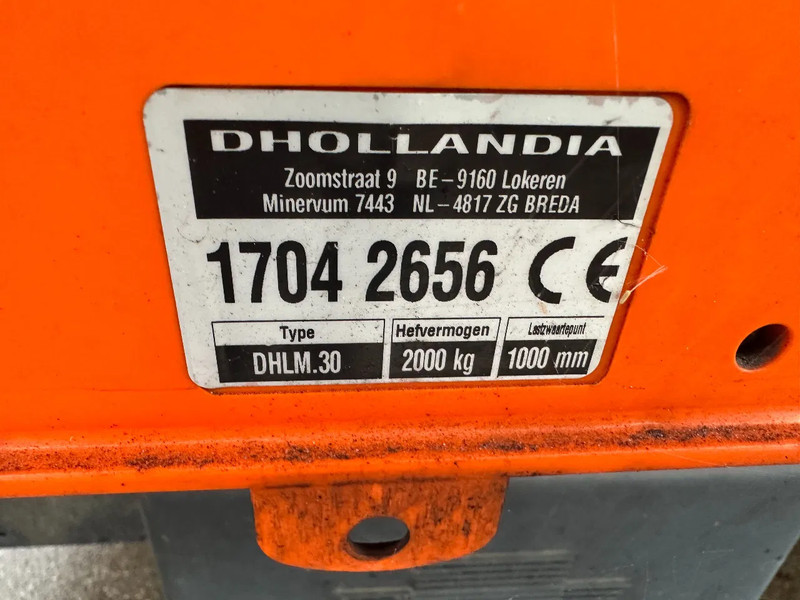 DHOLLANDIA
Zoomstraat 9 BE-9160 Lokeren
Minervum 7443 NL-4817 ZG BREDA
1704 2656 CE
Type Hefvermogen Lastzwaartepunt
DHLM.30 2000 kg 1000 mm